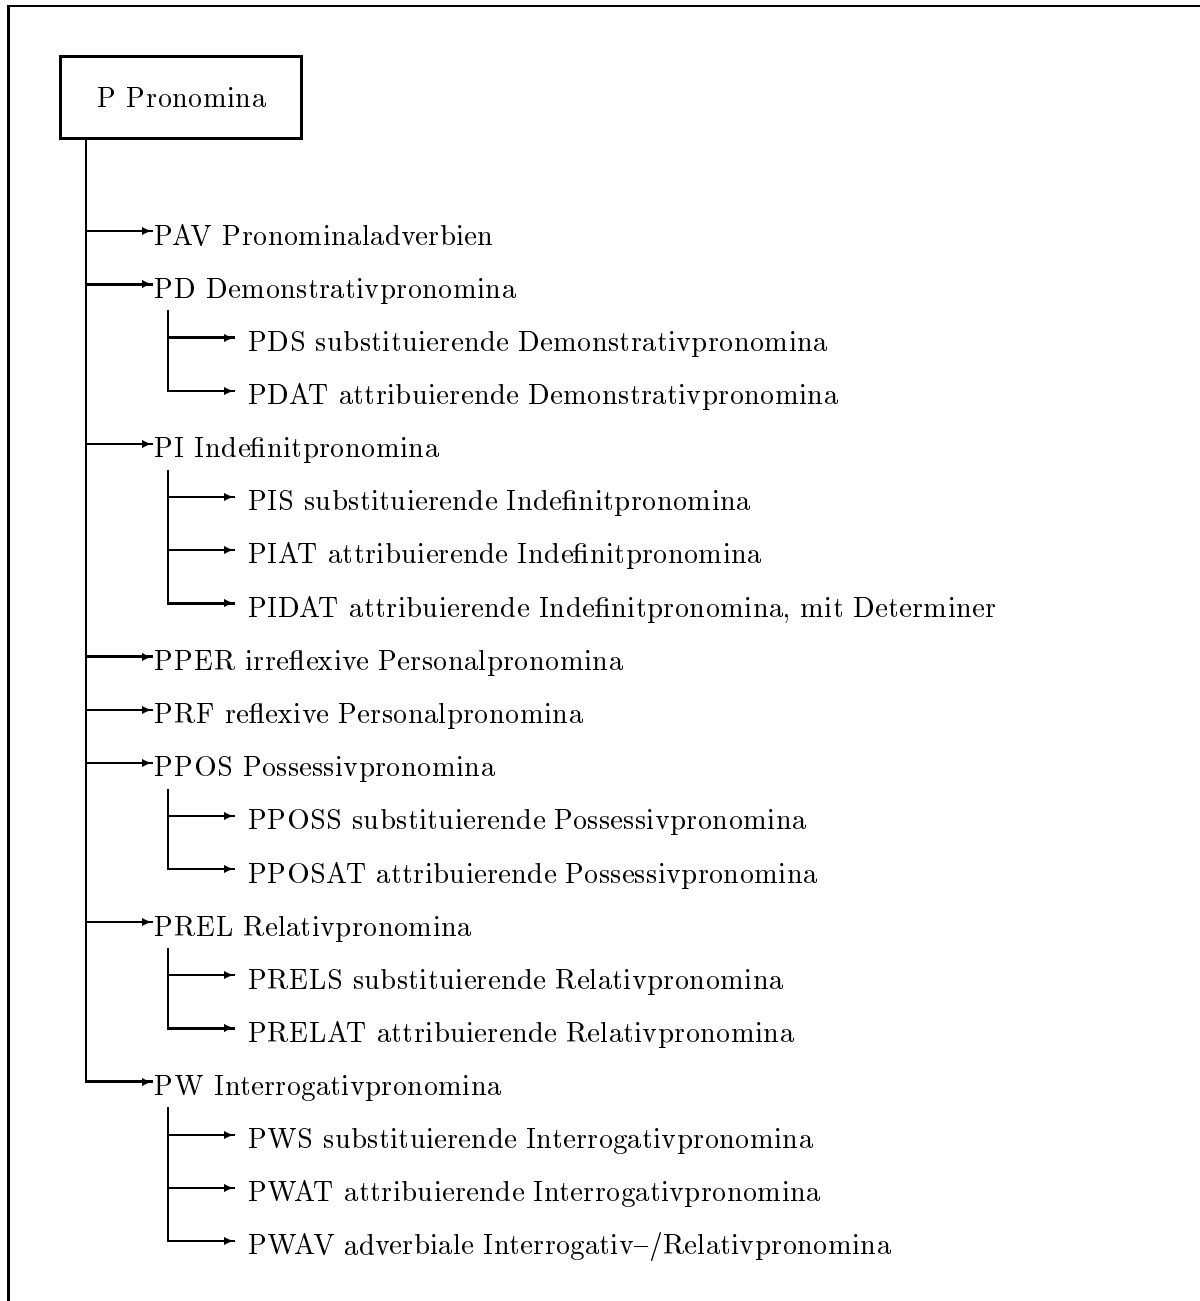 P Pronomina
PAV Pronominaladverbien
PD Demonstrativpronomina
PDS substituierende Demonstrativpronomina
PDAT attribuierende Demonstrativpronomina
PI Indefinitpronomina
PIS substituierende Indefinitpronomina
PIAT attribuierende Indefinitpronomina
PIDAT attribuierende Indefinitpronomina, mit Determiner
PPER irreflexive Personalpronomina
PRF reflexive Personalpronomina
PPOS Possessivpronomina
PPOSS substituierende Possessivpronomina
PPOSAT attribuierende Possessivpronomina
PREL Relativpronomina
PRELS substituierende Relativpronomina
PRELAT attribuierende Relativpronomina
PW Interrogativpronomina
PWS substituierende Interrogativpronomina
PWAT attribuierende Interrogativpronomina
PWAV adverbiale Interrogativ–/Relativpronomina